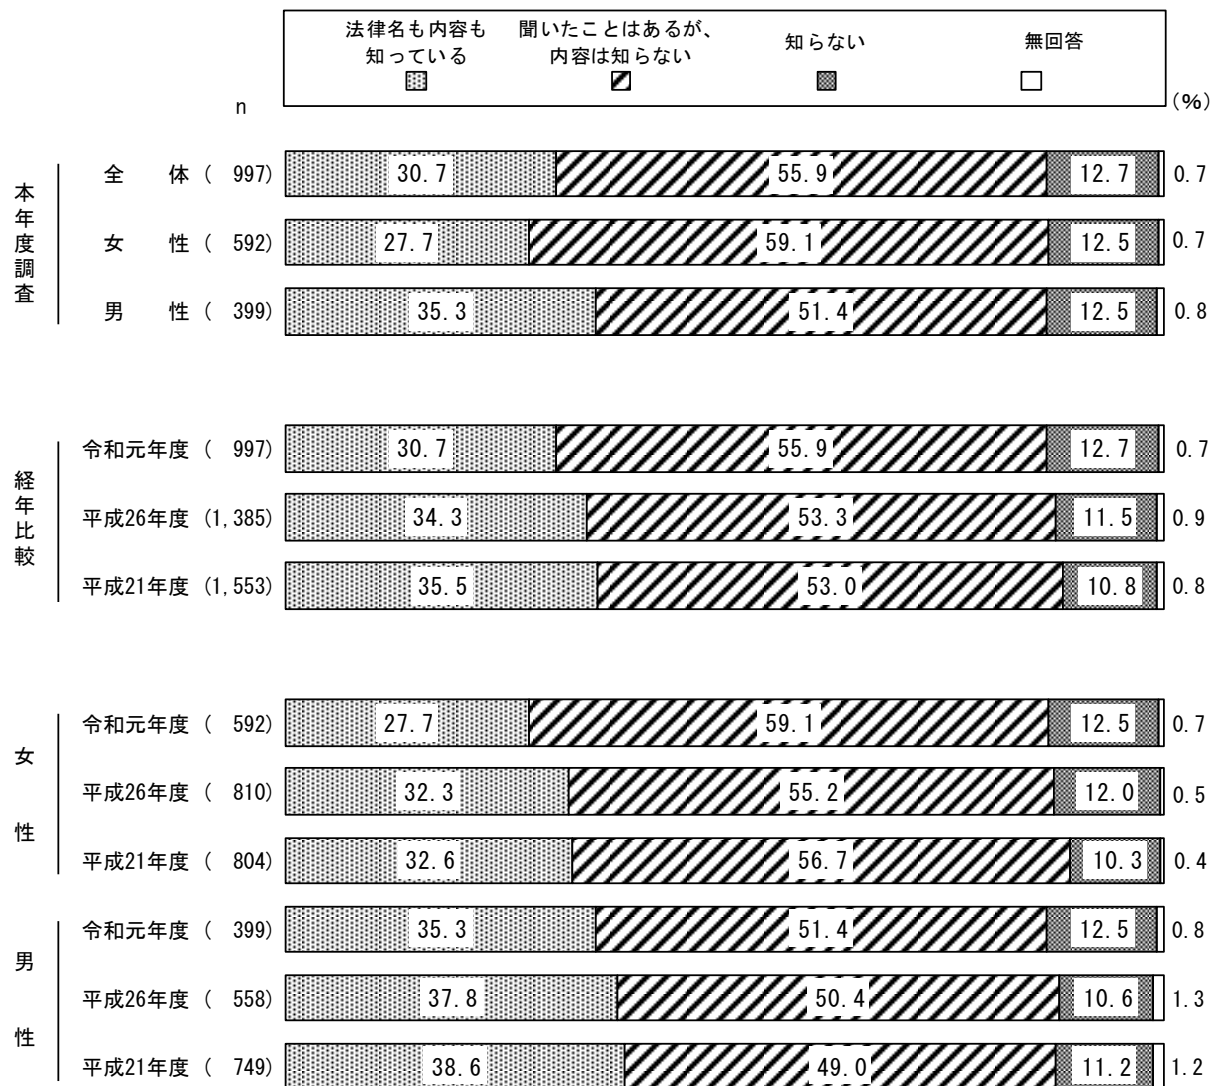 法律名も内容も
知っている
聞いたことはあるが、
内容は知らない
知らない
無回答
n
(%)
本年度調査
全　体 ( 997) 30.7 55.9 12.7 0.7
女　性 ( 592) 27.7 59.1 12.5 0.7
男　性 ( 399) 35.3 51.4 12.5 0.8
経年比較
令和元年度 ( 997) 30.7 55.9 12.7 0.7
平成26年度 (1,385) 34.3 53.3 11.5 0.9
平成21年度 (1,553) 35.5 53.0 10.8 0.8
女性
令和元年度 ( 592) 27.7 59.1 12.5 0.7
平成26年度 ( 810) 32.3 55.2 12.0 0.5
平成21年度 ( 804) 32.6 56.7 10.3 0.4
男性
令和元年度 ( 399) 35.3 51.4 12.5 0.8
平成26年度 ( 558) 37.8 50.4 10.6 1.3
平成21年度 ( 749) 38.6 49.0 11.2 1.2